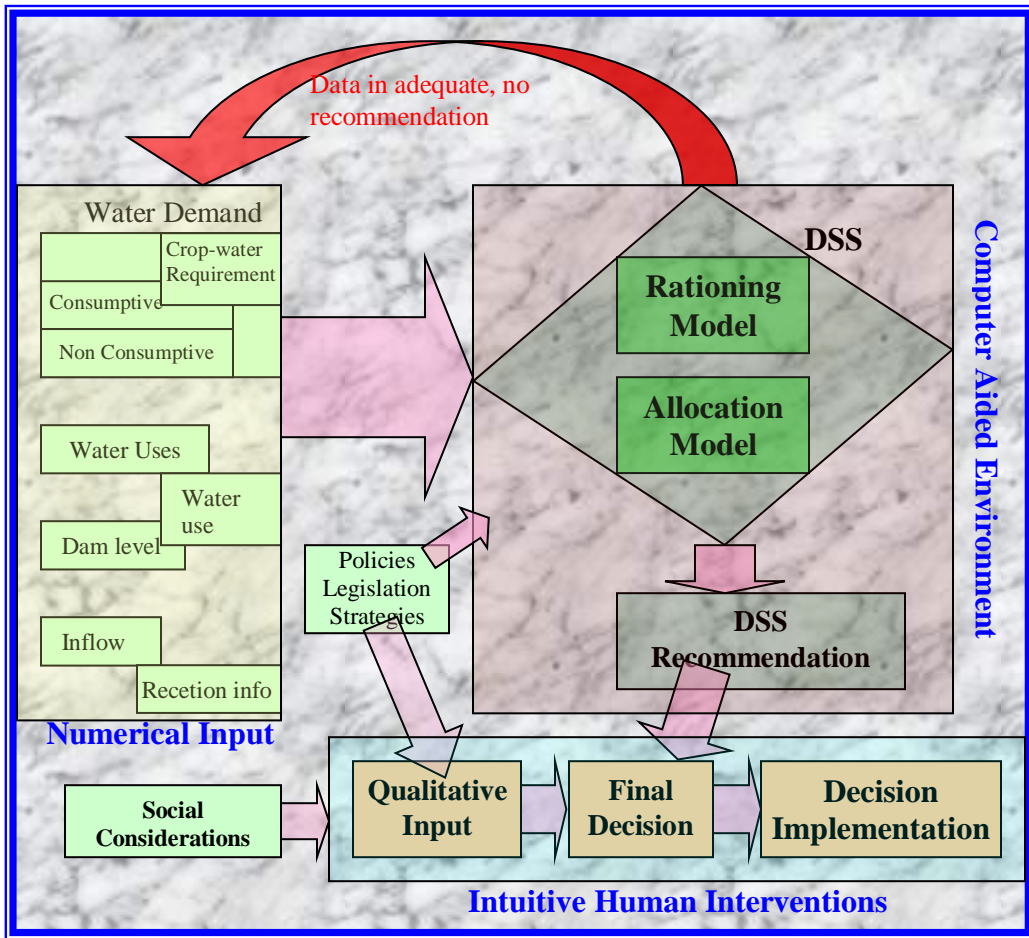 Data in adequate, no
recommendation
Water Demand
Crop-water
Requirement
Consumptive
Non Consumptive
Water Uses
Water
use
Dam level
Inflow
Recetion info
Numerical Input
DSS
Rationing
Model
Allocation
Model
DSS
Recommendation
Computer Aided Environment
Policies
Legislation
Strategies
Social
Considerations
Qualitative
Input
Final
Decision
Decision
Implementation
Intuitive Human Interventions